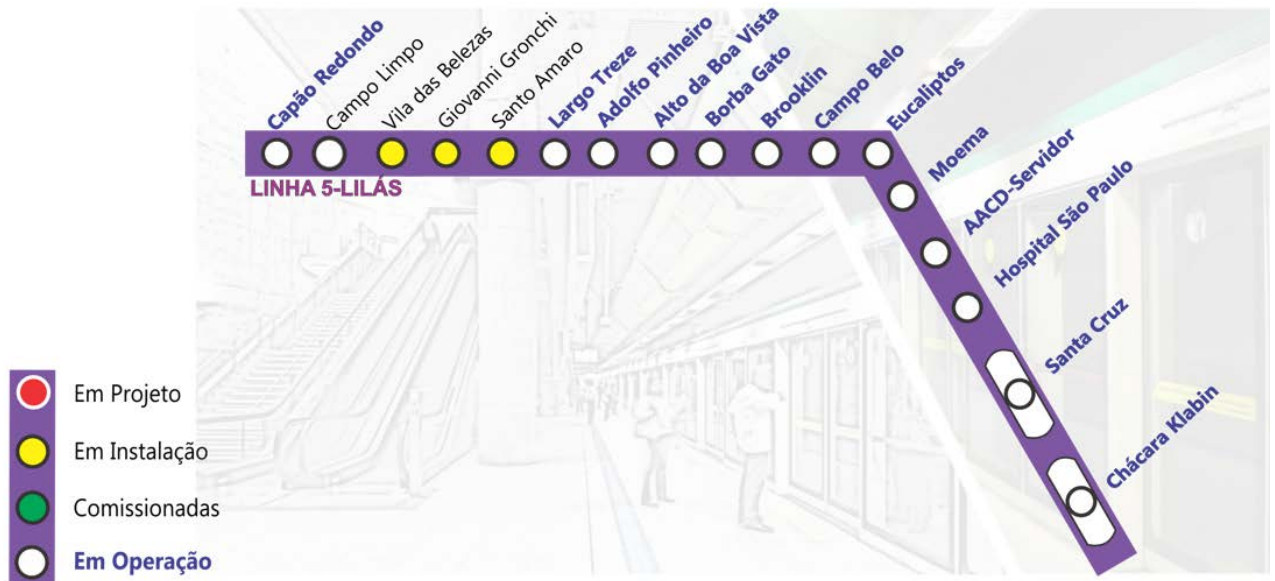 Capão Redondo
Campo Limpo
Vila das Belezas
Giovanni Gronchi
Santo Amaro
Largo Treze
Adolfo Pinheiro
Alto da Boa Vista
Borba Gato
Brooklin
Campo Belo
Eucaliptos
Moema
AACD-Servidor
Hospital São Paulo
Santa Cruz
Chácara Klabin
LINHA 5-LILÁS
Em Projeto
Em Instalação
Comissionadas
Em Operação